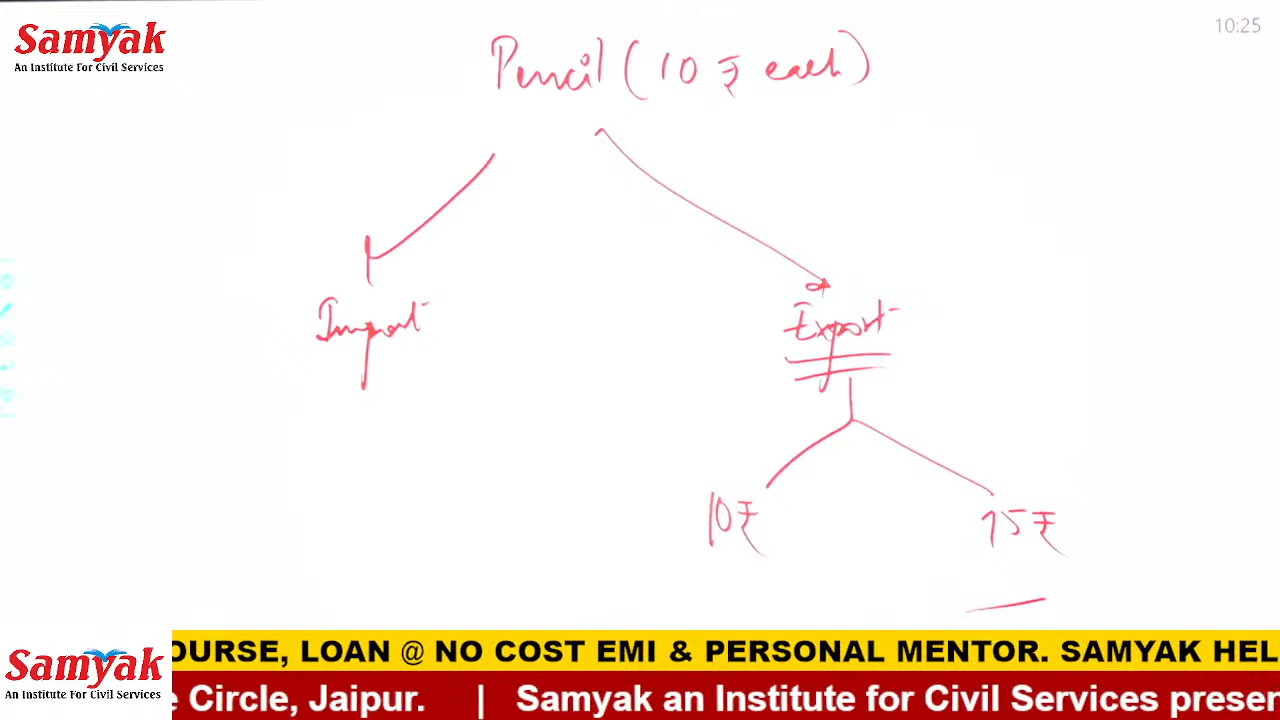 Samyak
An Institute For Civil Services
10:25
Pencil (10 ₹ each)
Import
Export
10₹
15₹
Samyak
An Institute For Civil Services
OURSE, LOAN @ NO COST EMI & PERSONAL MENTOR. SAMYAK HEL
e Circle, Jaipur. | Samyak an Institute for Civil Services presen